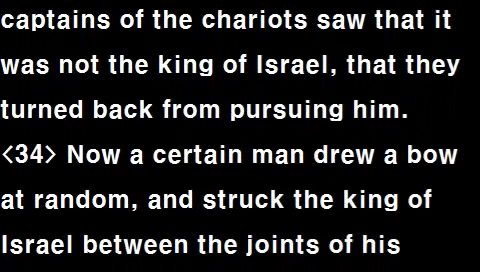 captains of the chariots saw that it
was not the king of Israel, that they
turned back from pursuing him.
<34> Now a certain man drew a bow
at random, and struck the king of
Israel between the joints of his